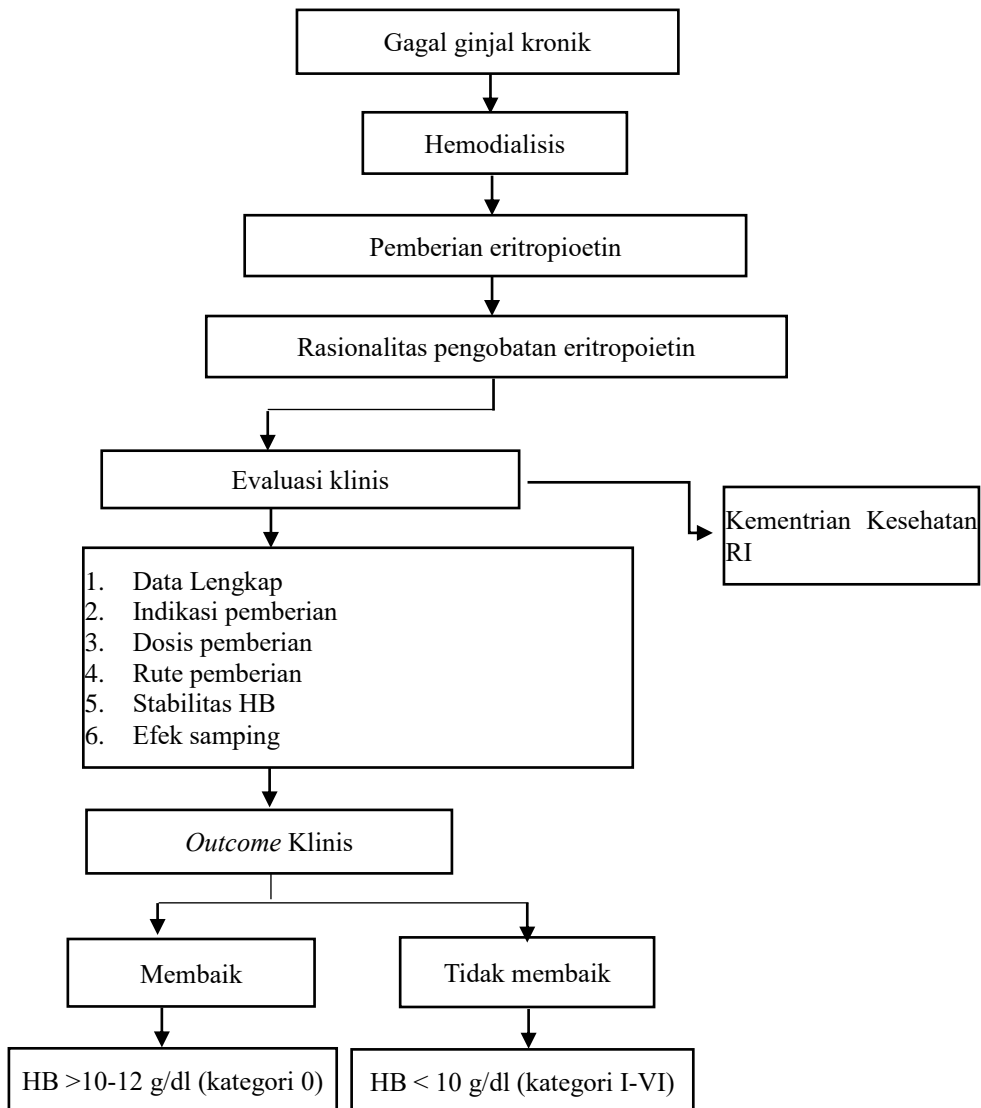 Gagal ginjal kronik
Hemodialisis
Pemberian eritropioetin
Rasionalitas pengobatan eritropoietin
Evaluasi klinis
Kementrian Kesehatan
RI
1. Data Lengkap
2. Indikasi pemberian
3. Dosis pemberian
4. Rute pemberian
5. Stabilitas HB
6. Efek samping
Outcome Klinis
Membaik
Tidak membaik
HB >10-12 g/dl (kategori 0)
HB < 10 g/dl (kategori I-VI)